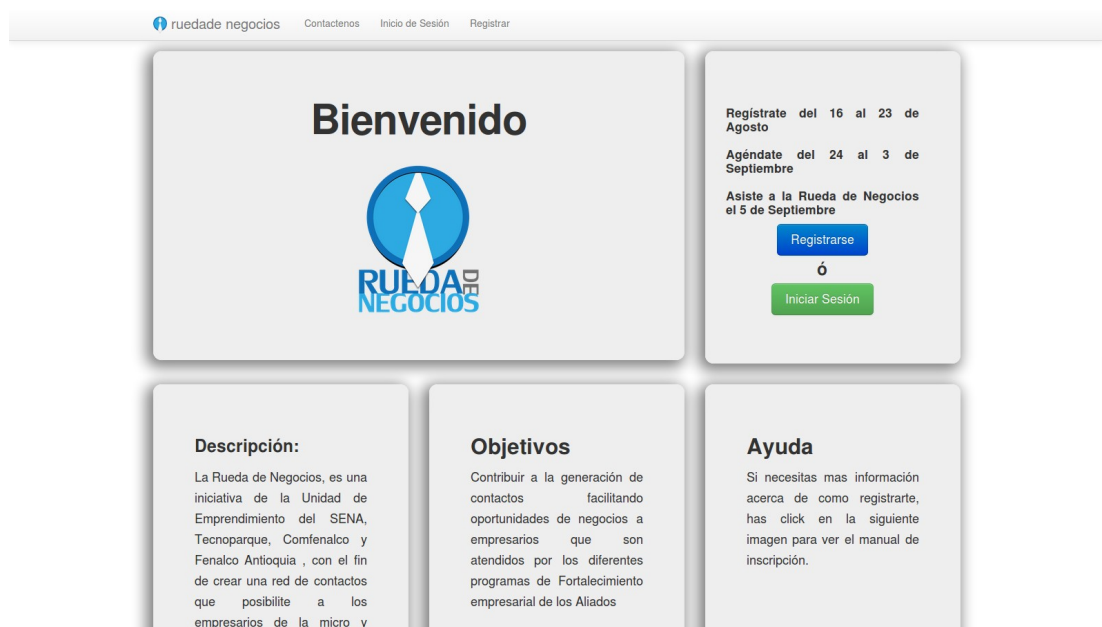 ruedade negocios Contactenos Inicio de Sesión Registrar
Bienvenido
RUEDA DE
NEGOCIOS
Regístrate del 16 al 23 de
Agosto
Agéndate del 24 al 3 de
Septiembre
Asiste a la Rueda de Negocios
el 5 de Septiembre
Registrarse
ó
Iniciar Sesión
Descripción:
La Rueda de Negocios, es una
iniciativa de la Unidad de
Emprendimiento del SENA,
Tecnoparque, Comfenalco y
Fenalco Antioquia , con el fin
de crear una red de contactos
que posibilite a los
empresarios de la micro y
Objetivos
Contribuir a la generación de
contactos facilitando
oportunidades de negocios a
empresarios que son
atendidos por los diferentes
programas de Fortalecimiento
empresarial de los Aliados
Ayuda
Si necesitas mas información
acerca de como registrarte,
has click en la siguiente
imagen para ver el manual de
inscripción.